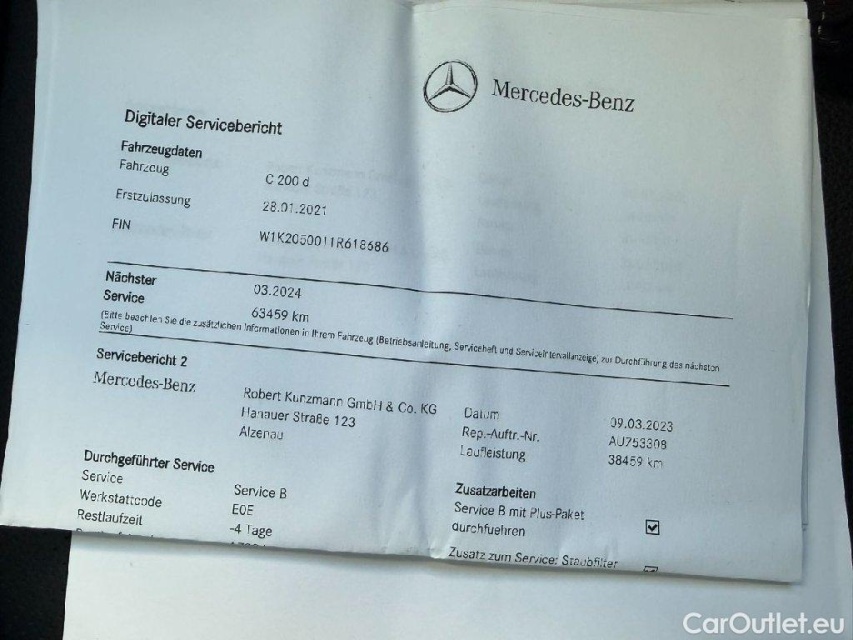 Mercedes-Benz
Digitaler Servicebericht
Fahrzeugdaten
Fahrzeug C 200 d
Erstzulassung 28.01.2021
FIN W1K2050011R618686
Nächster Service 03.2024
63459 km
(Bitte beachten Sie die zusätzlichen Informationen in Ihrem Fahrzeug (Betriebsanleitung, Serviceheft und Serviceintervallanzeige, zur Durchführung des nächsten
Service)
Servicebericht 2
Mercedes-Benz
Robert Kunzmann GmbH & Co. KG
Hanauer Straße 123
Alzenau
Datum 09.03.2023
Rep.-Auftr.-Nr. AU753308
Laufleistung 38459 km
Durchgeführter Service
Service Service B
Werkstattcode E0E
Restlaufzeit -4 Tage
Zusatzarbeiten
Service B mit Plus-Paket
durchfuehren
Zusatz zum Service: Staubfilter
CarOutlet.eu